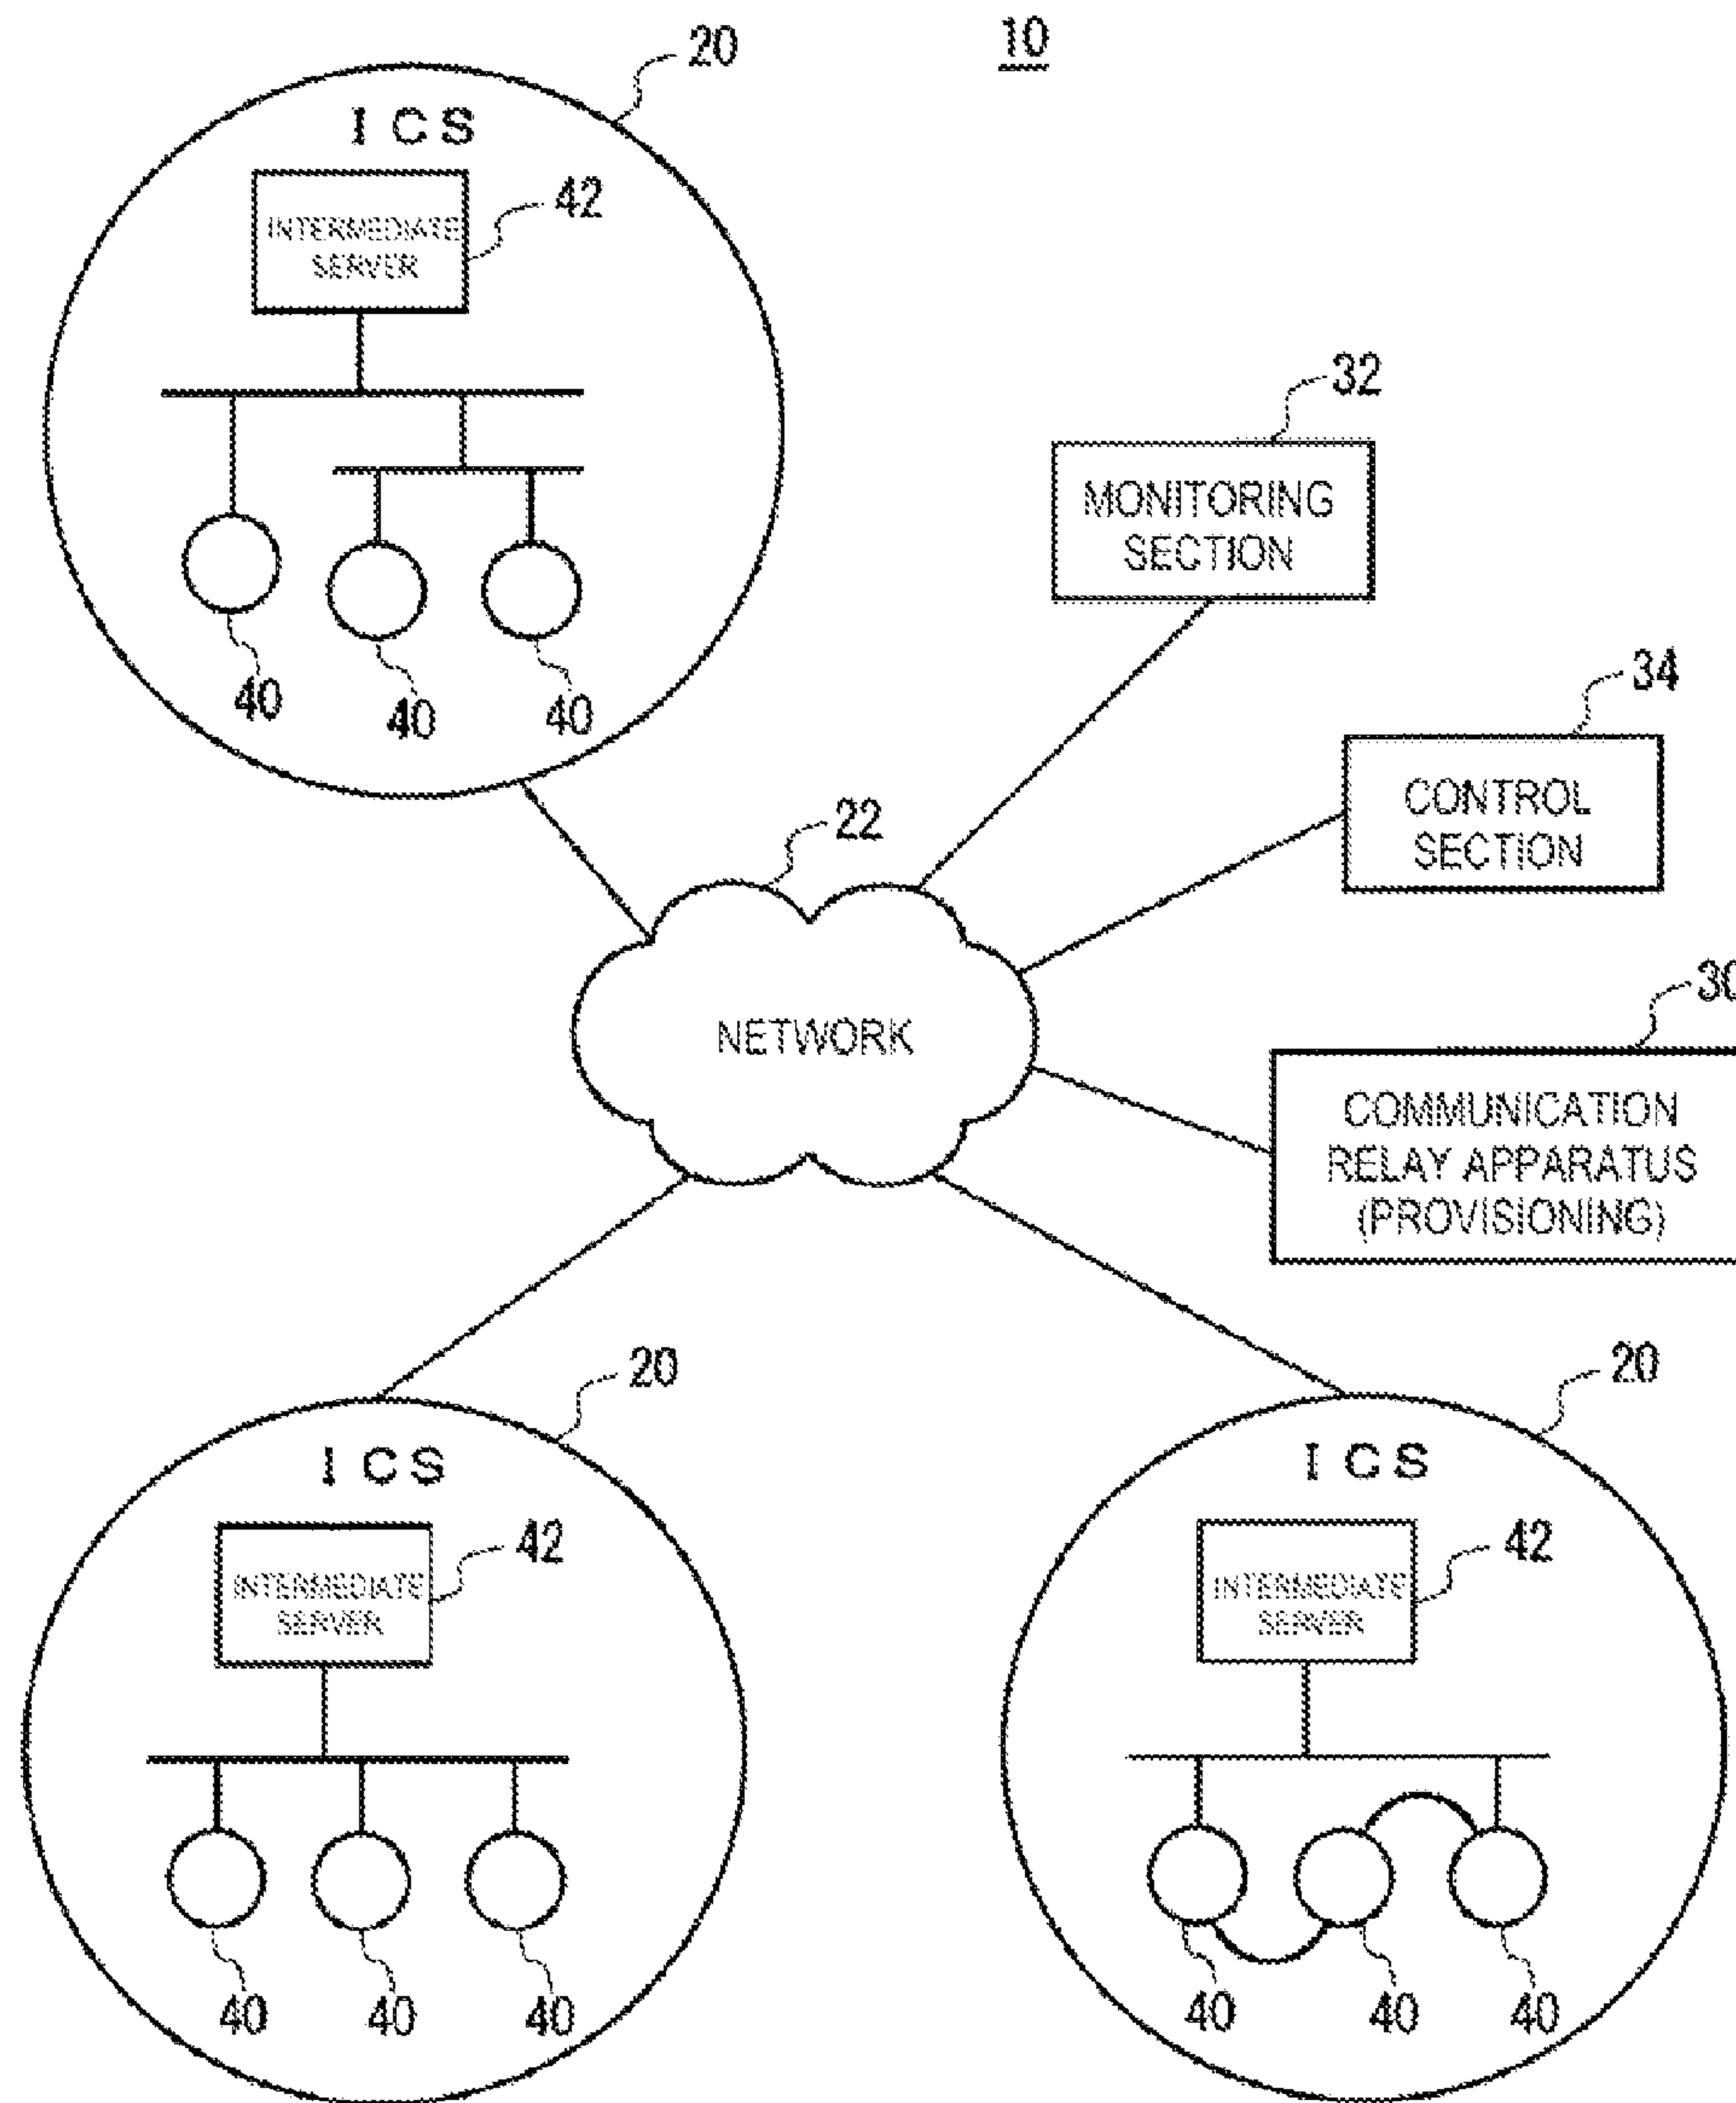 10
20
ICS
INTERMEDIATE
SERVER
42
40
40
40
32
MONITORING
SECTION
34
CONTROL
SECTION
22
NETWORK
30
COMMUNICATION
RELAY APPARATUS
(PROVISIONING)
20
ICS
INTERMEDIATE
SERVER
42
40
40
40
20
ICS
INTERMEDIATE
SERVER
42
40
40
40